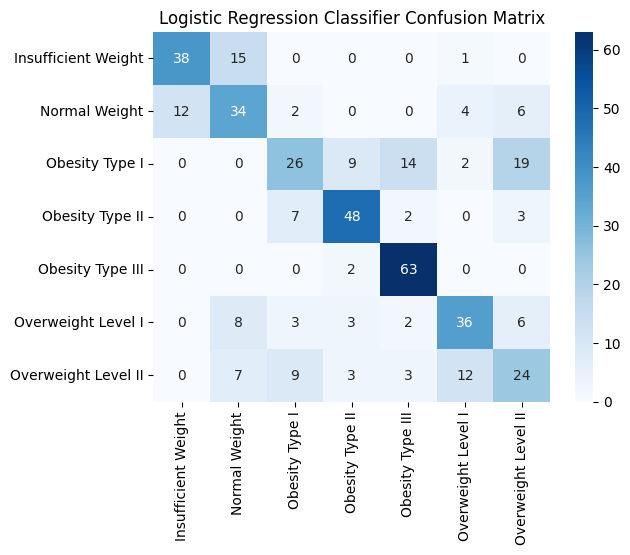 Logistic Regression Classifier Confusion Matrix
Insufficient Weight 38 15 0 0 0 1 0
Normal Weight 12 34 2 0 0 4 6
Obesity Type I 0 0 26 9 14 2 19
Obesity Type II 0 0 7 48 2 0 3
Obesity Type III 0 0 0 2 63 0 0
Overweight Level I 0 8 3 3 2 36 6
Overweight Level II 0 7 9 3 3 12 24
Insufficient Weight
Normal Weight
Obesity Type I
Obesity Type II
Obesity Type III
Overweight Level I
Overweight Level II
60
50
40
30
20
10
0